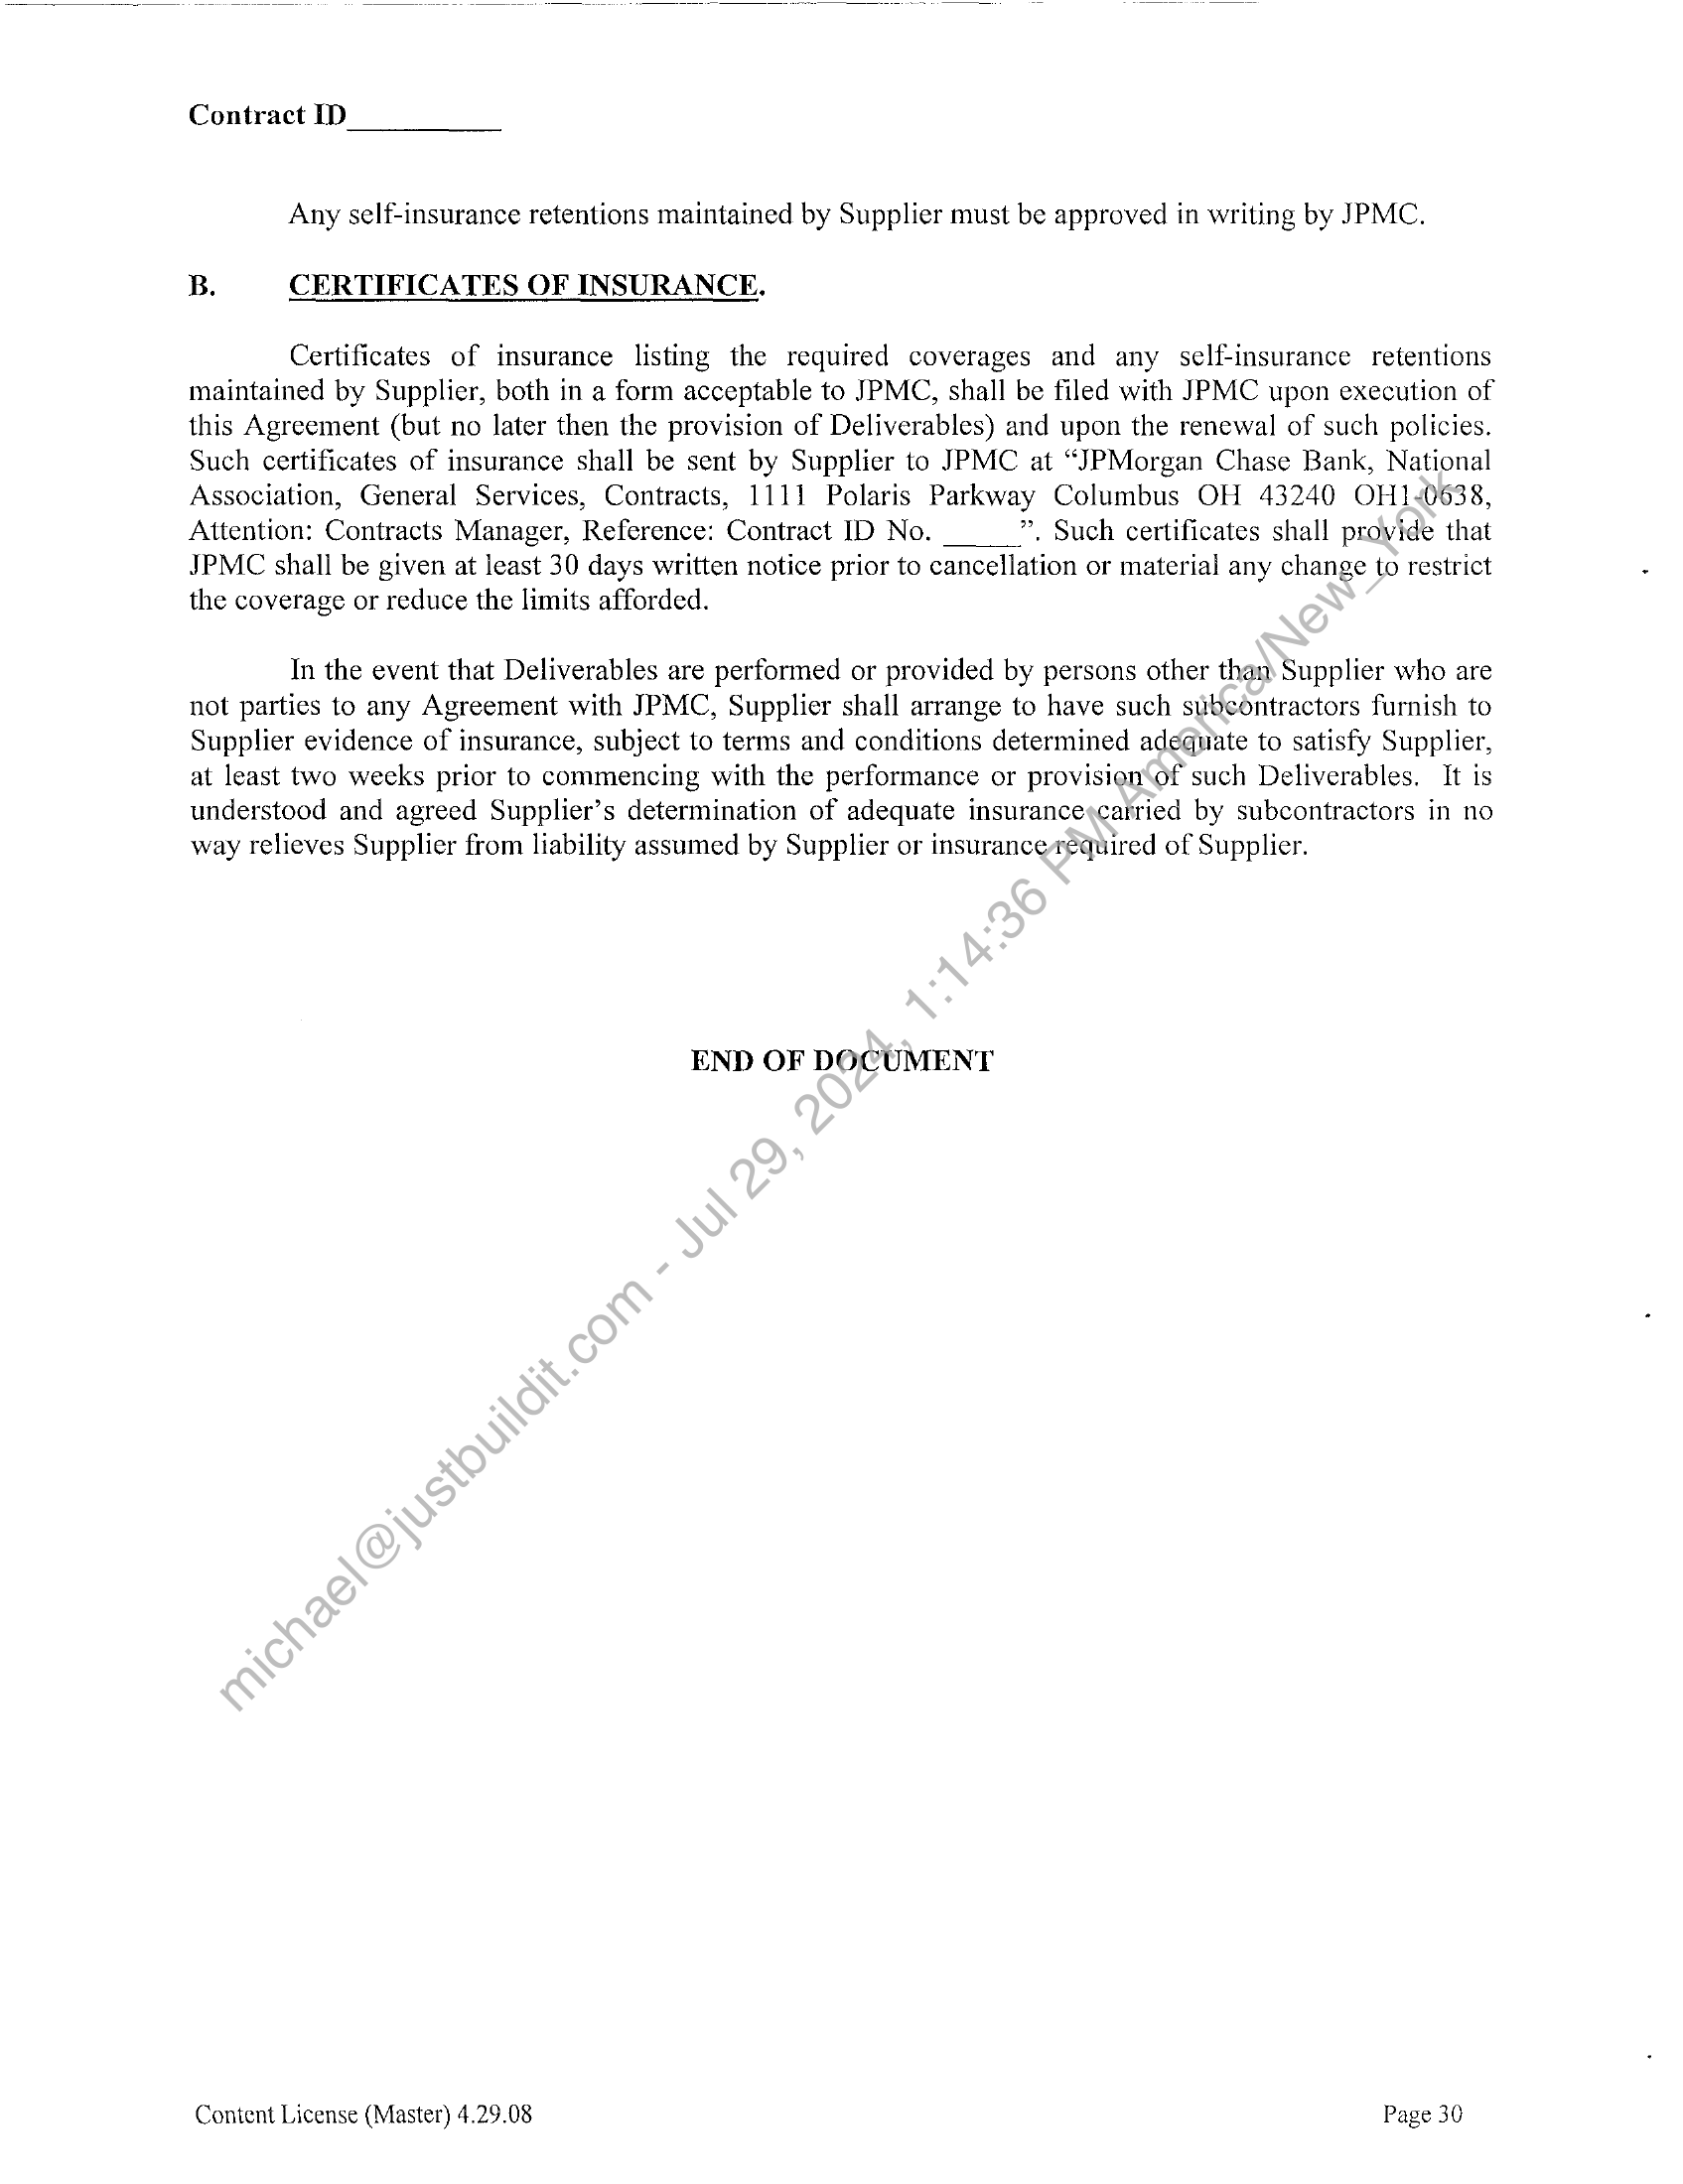 Contract ID__________
Any self-insurance retentions maintained by Supplier must be approved in writing by JPMC.
B. CERTIFICATES OF INSURANCE.
Certificates of insurance listing the required coverages and any self-insurance retentions
maintained by Supplier, both in a form acceptable to JPMC, shall be filed with JPMC upon execution of
this Agreement (but no later then the provision of Deliverables) and upon the renewal of such policies.
Such certificates of insurance shall be sent by Supplier to JPMC at “JPMorgan Chase Bank, National
Association, General Services, Contracts, 1111 Polaris Parkway Columbus OH 43240 OH1-0638,
Attention: Contracts Manager, Reference: Contract ID No. _____”. Such certificates shall provide that
JPMC shall be given at least 30 days written notice prior to cancellation or material any change to restrict
the coverage or reduce the limits afforded.
In the event that Deliverables are performed or provided by persons other than Supplier who are
not parties to any Agreement with JPMC, Supplier shall arrange to have such subcontractors furnish to
Supplier evidence of insurance, subject to terms and conditions determined adequate to satisfy Supplier,
at least two weeks prior to commencing with the performance or provision of such Deliverables. It is
understood and agreed Supplier’s determination of adequate insurance carried by subcontractors in no
way relieves Supplier from liability assumed by Supplier or insurance required of Supplier.
END OF DOCUMENT
michael@justbuildit.com - Jul 29, 2024, 1:14:36 PM America/New_York
Content License (Master) 4.29.08 Page 30